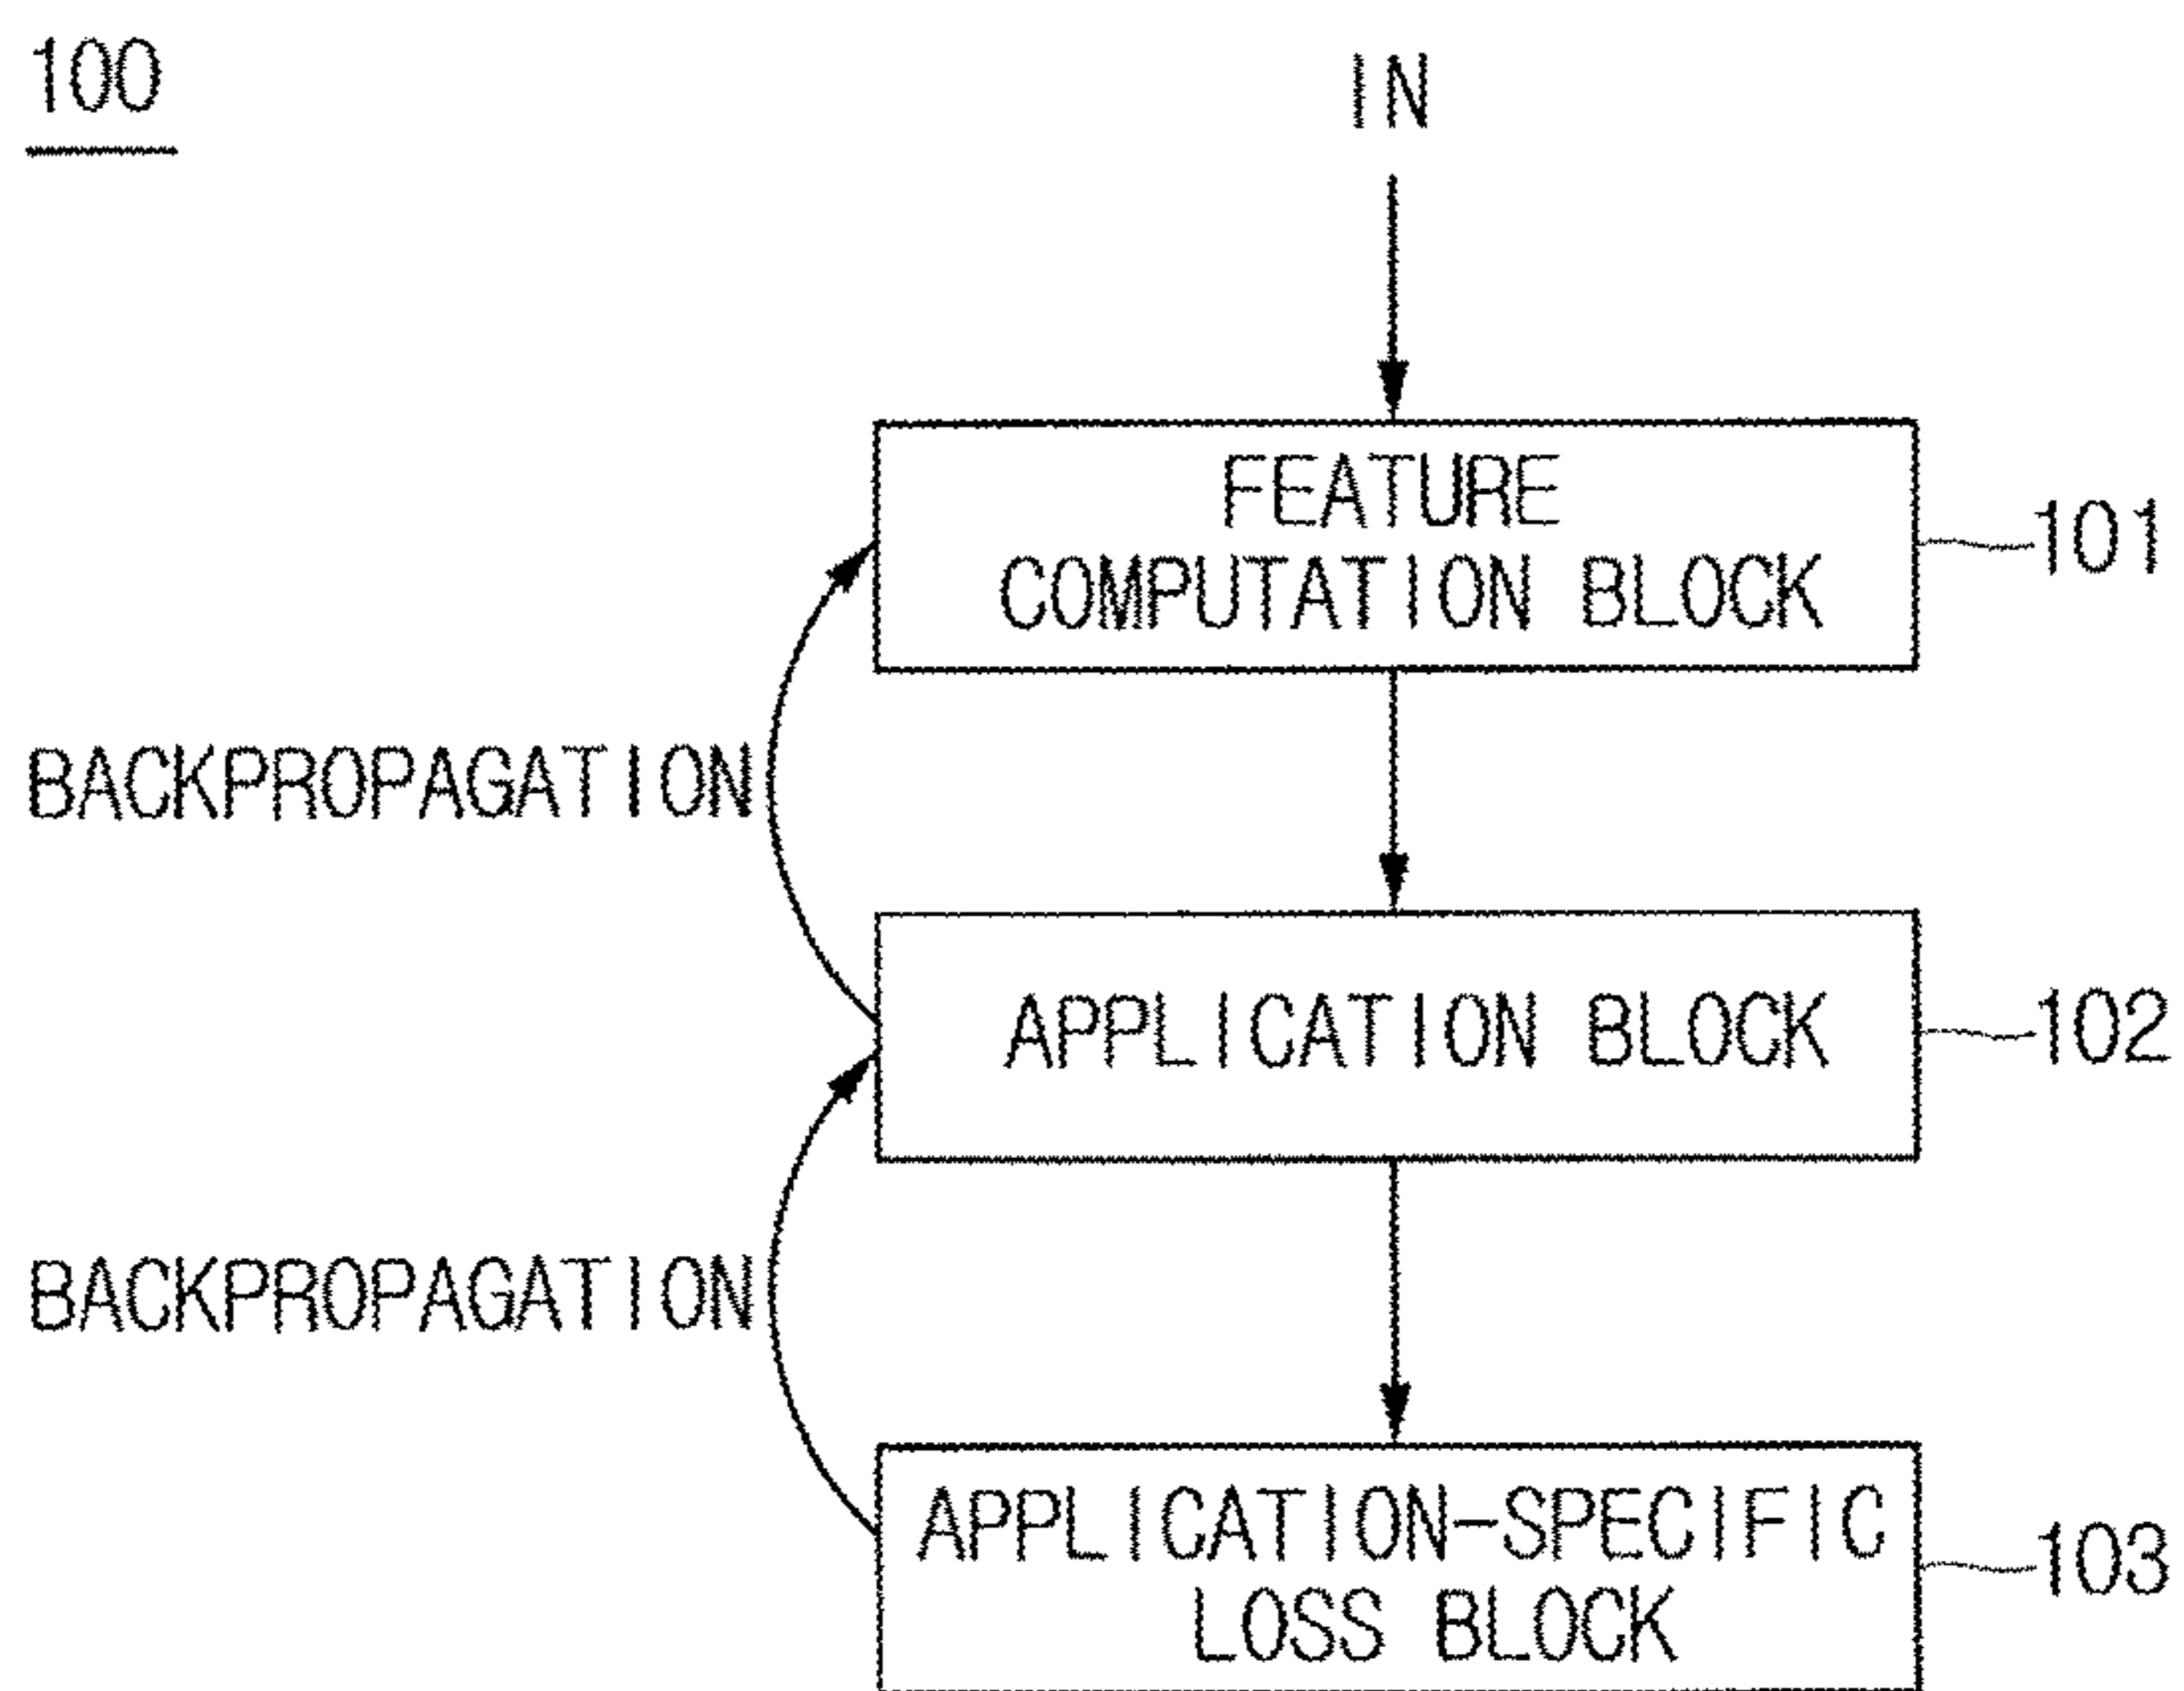 100
IN
FEATURE
COMPUTATION BLOCK
101
BACKPROPAGATION
APPLICATION BLOCK
102
BACKPROPAGATION
APPLICATION-SPECIFIC
LOSS BLOCK
103